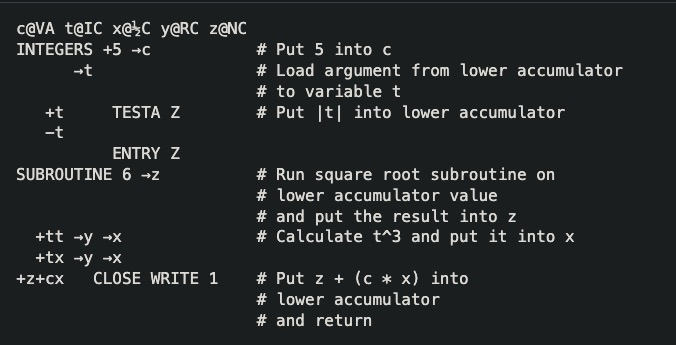 c@VA t@IC x@½C y@RC z@NC
INTEGERS +5 →c # Put 5 into c
→t # Load argument from lower accumulator
# to variable t
+t TESTA Z # Put |t| into lower accumulator
-t
ENTRY Z
SUBROUTINE 6 →z # Run square root subroutine on
# lower accumulator value
# and put the result into z
+tt →y →x # Calculate t^3 and put it into x
+tx →y →x
+z+cx CLOSE WRITE 1 # Put z + (c * x) into
# lower accumulator
# and return